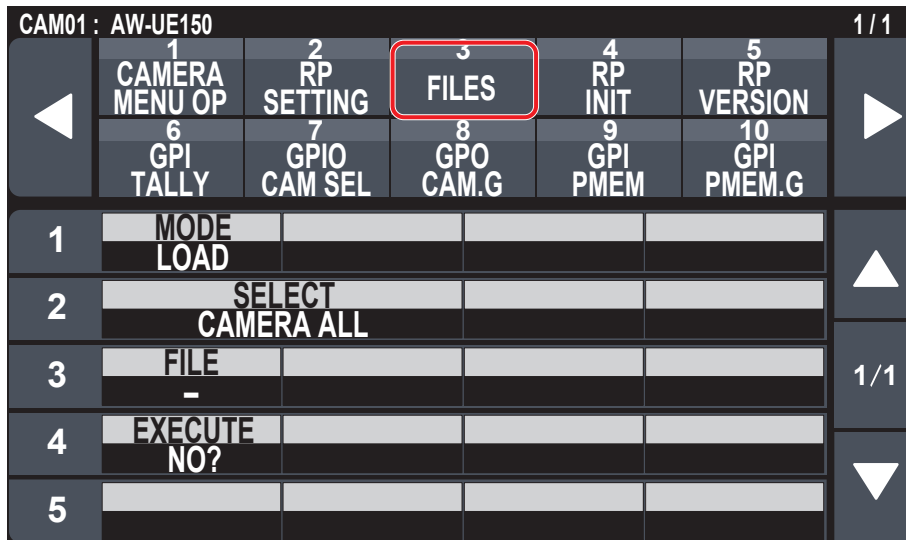 CAM01 : AW-UE150 1 / 1
1 2 3 4 5
CAMERA RP FILES RP RP
MENU OP SETTING INIT VERSION
6 7 8 9 10
GPI GPIO GPO GPI GPI
TALLY CAM SEL CAM.G PMEM PMEM.G
1 MODE
LOAD
2 SELECT
CAMERA ALL
3 FILE 1/1
–
4 EXECUTE
NO?
5